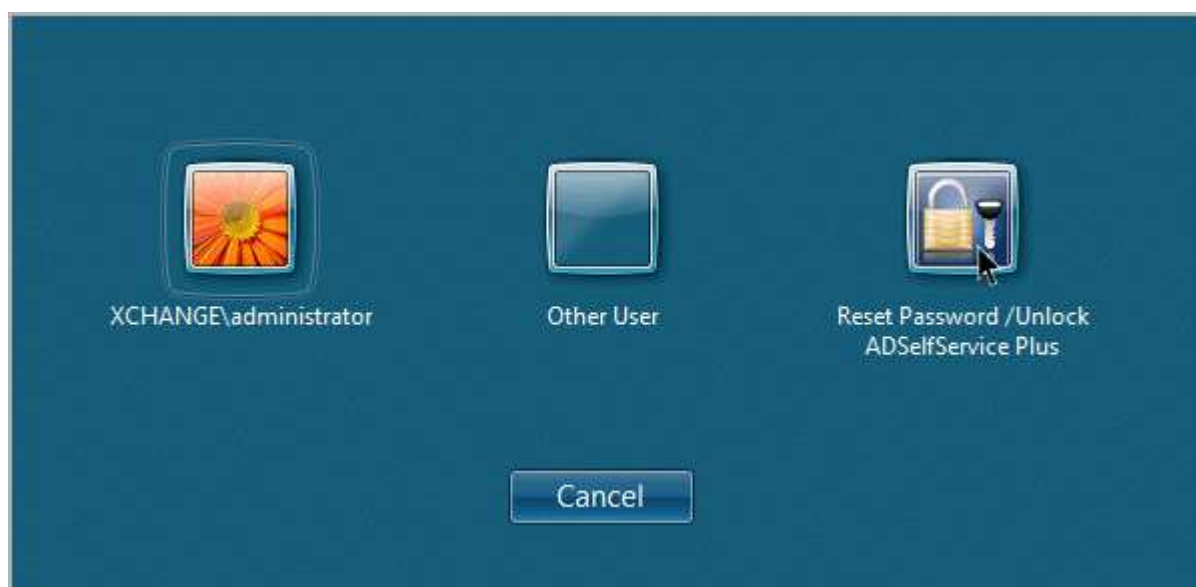 XCHANGE\administrator
Other User
Reset Password /Unlock
ADSelfService Plus
Cancel